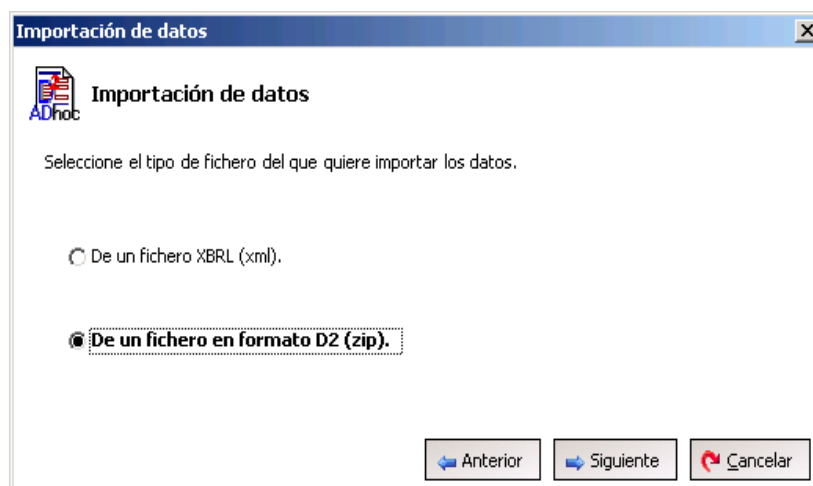 Importación de datos
ADhoc
Importación de datos
Seleccione el tipo de fichero del que quiere importar los datos.
De un fichero XBRL (xml).
De un fichero en formato D2 (zip).
Anterior Siguiente Cancelar